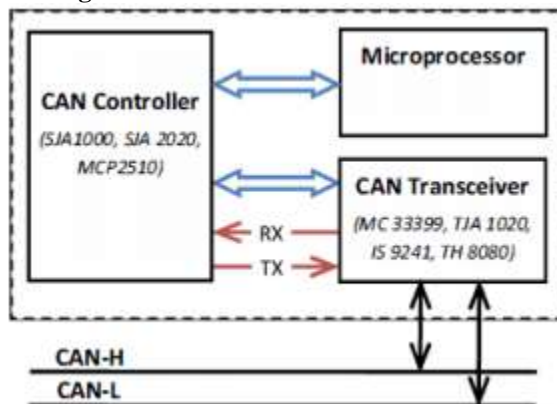 CAN Controller
(SJA1000, SJA 2020,
MCP2510)
Microprocessor
CAN Transceiver
(MC 33399, TJA 1020,
IS 9241, TH 8080)
RX
TX
CAN-H
CAN-L